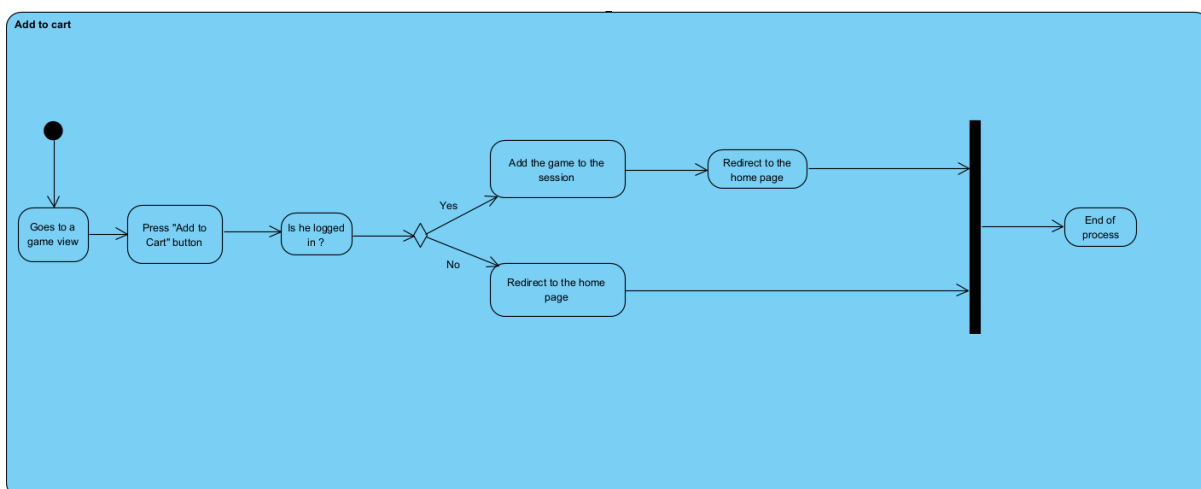 Add to cart
Goes to a
game view
Press "Add to
Cart" button
Is he logged
in ?
Yes
No
Add the game to the
session
Redirect to the
home page
Redirect to the home
page
End of
process